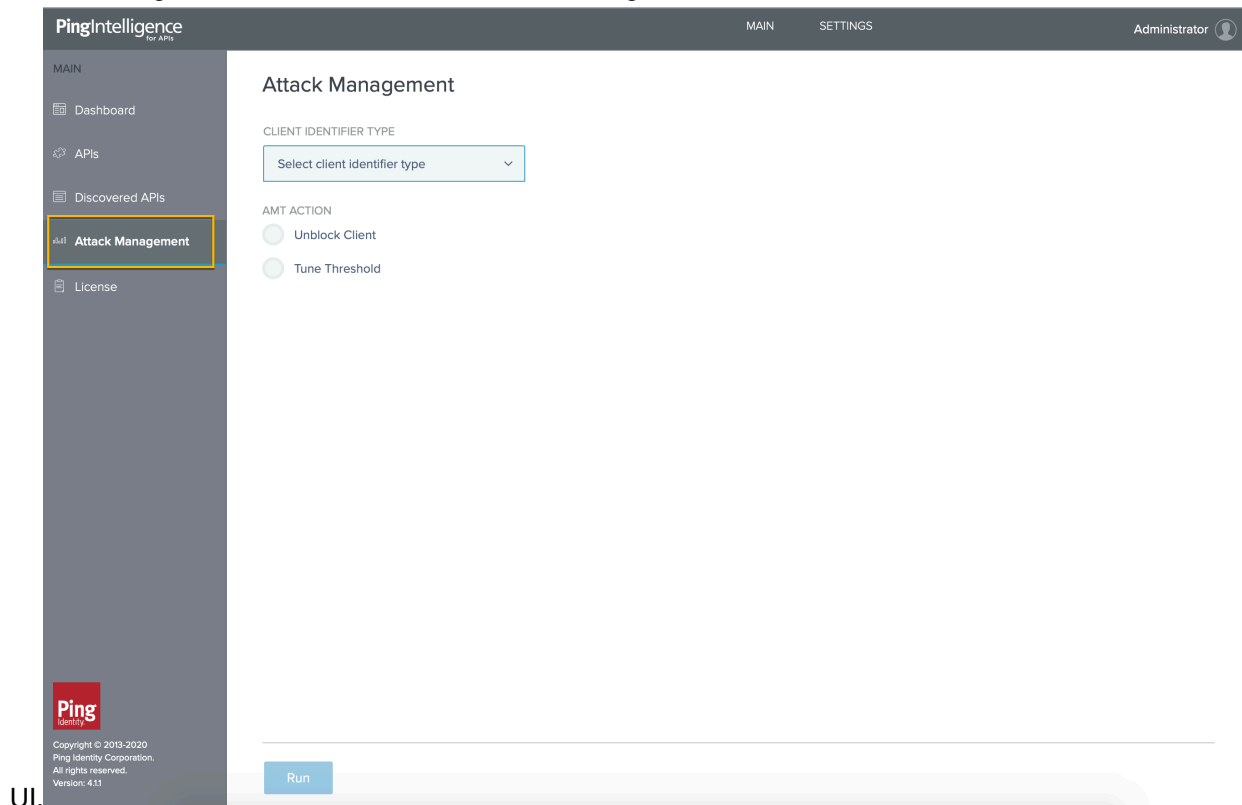 PingIntelligence
for APIs
MAIN SETTINGS
Administrator
MAIN
Dashboard
APIs
Discovered APIs
Attack Management
License
Attack Management
CLIENT IDENTIFIER TYPE
Select client identifier type
AMT ACTION
Unblock Client
Tune Threshold
Ping
Identity
Copyright © 2013-2020
Ping Identity Corporation.
All rights reserved.
Version: 4.1.1
Run
UI.